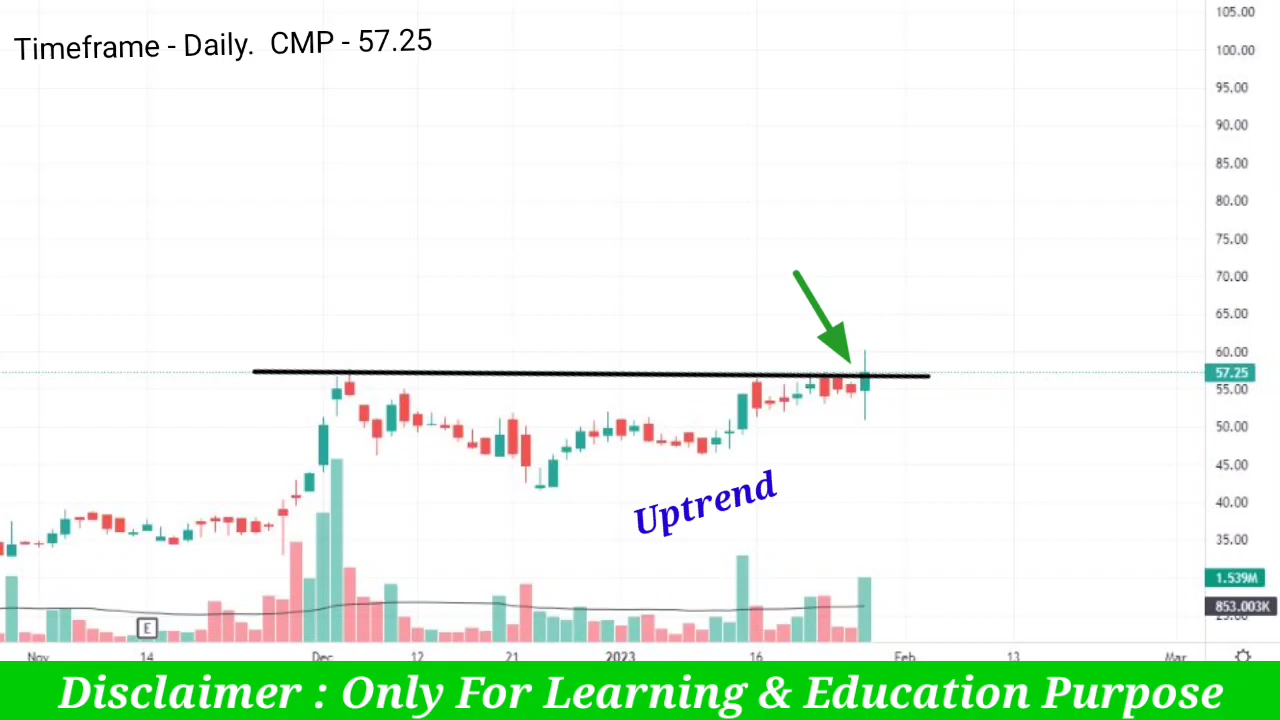 Timeframe - Daily. CMP - 57.25
105.00
100.00
95.00
90.00
85.00
80.00
75.00
70.00
65.00
60.00
57.25
55.00
50.00
45.00
40.00
35.00
Uptrend
1.539M
853.003K
E
Nov 14 Dec 12 21 2023 16 Feb 13 Mar
Disclaimer : Only For Learning & Education Purpose